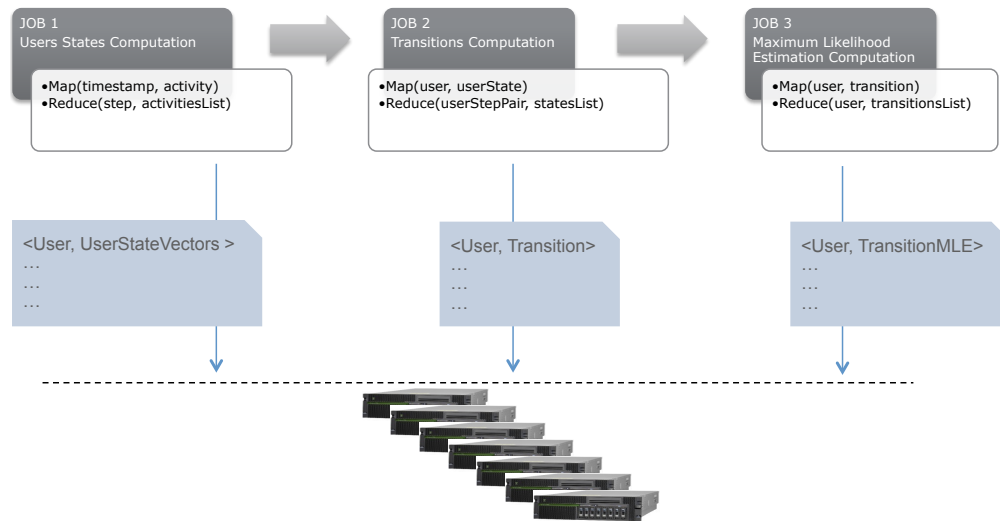 JOB 1
Users States Computation
•Map(timestamp, activity)
•Reduce(step, activitiesList)
JOB 2
Transitions Computation
•Map(user, userState)
•Reduce(userStepPair, statesList)
JOB 3
Maximum Likelihood
Estimation Computation
•Map(user, transition)
•Reduce(user, transitionsList)
<User, UserStateVectors >
…
…
…
<User, Transition>
…
…
…
<User, TransitionMLE>
…
…
…